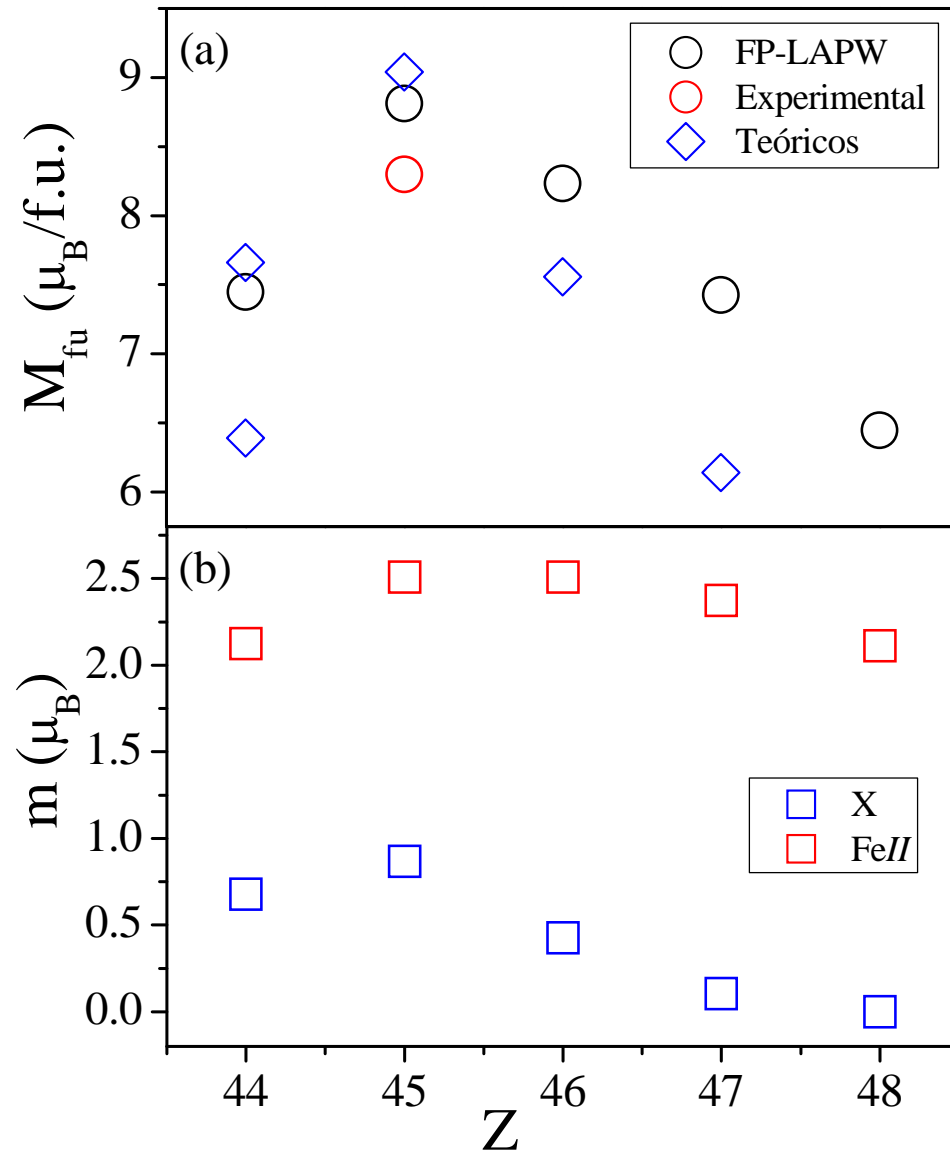 (a)
FP-LAPW
Experimental
Teóricos
9
8
7
6
M_fu (μ_B/f.u.)
(b)
2.5
2.0
1.5
1.0
0.5
0.0
m (μ_B)
X
FeII
44 45 46 47 48
Z